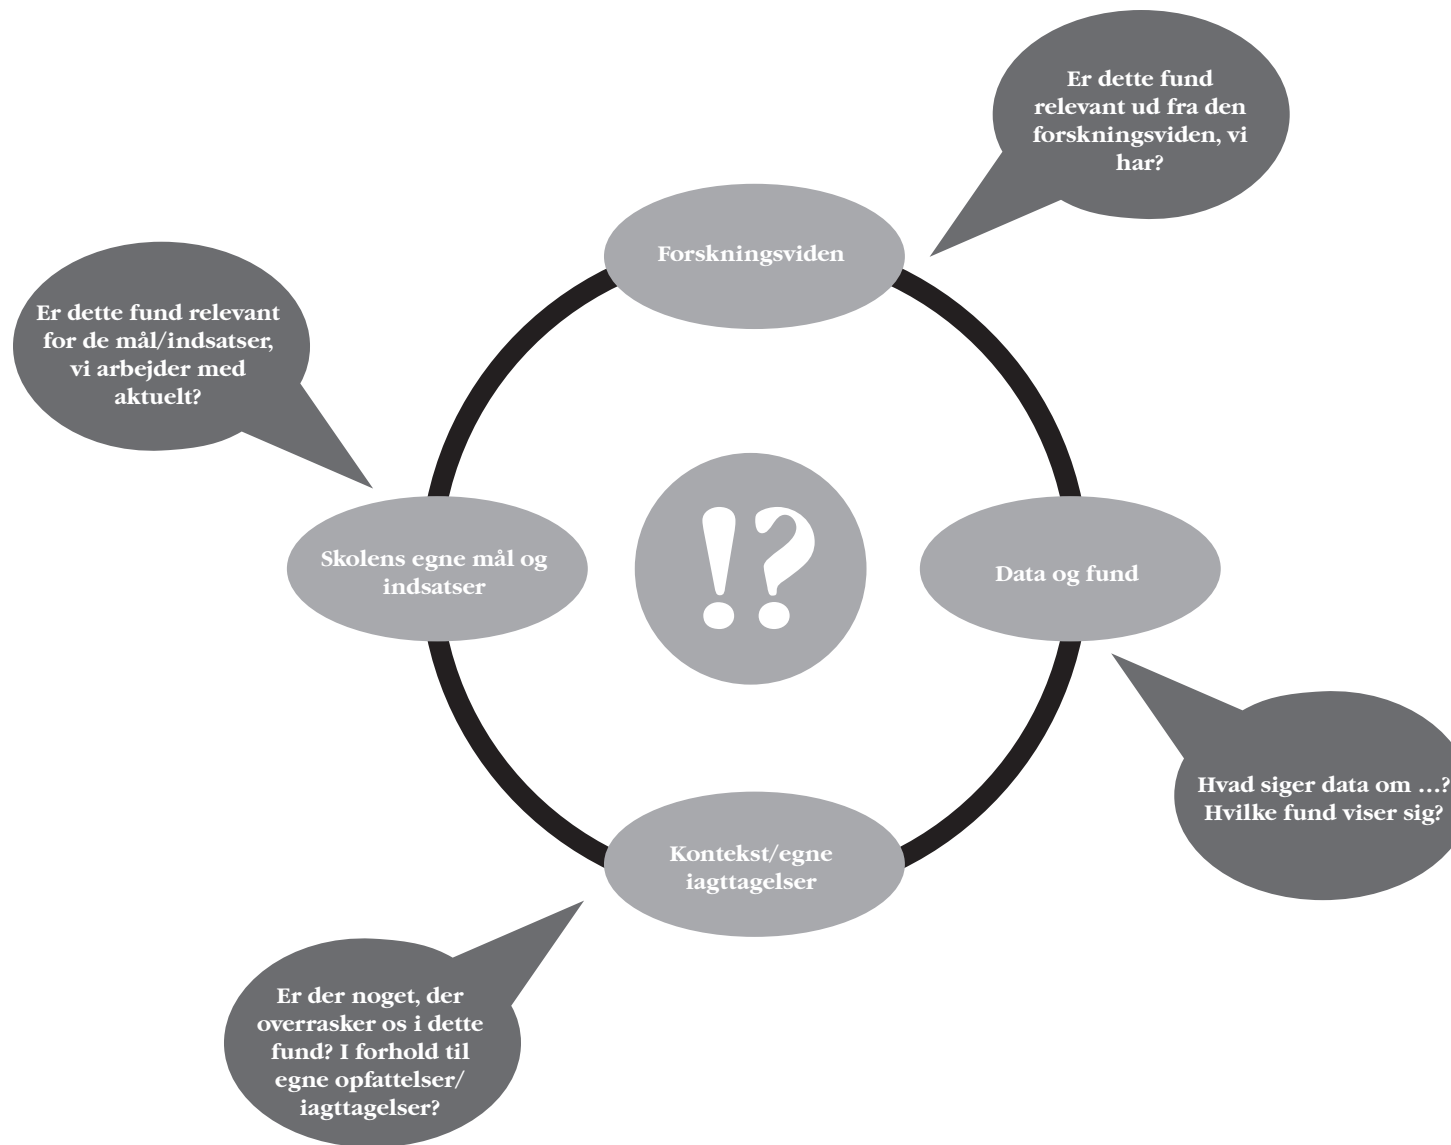 Er dette fund
relevant ud fra den
forskningsviden, vi
har?
Forskningsviden
Er dette fund relevant
for de mål/indsatser,
vi arbejder med
aktuelt?
!?
Skolens egne mål og
indsatser
Data og fund
Hvad siger data om …?
Hvilke fund viser sig?
Kontekst/egne
iagttagelser
Er der noget, der
overrasker os i dette
fund? I forhold til
egne opfattelser/
iagttagelser?